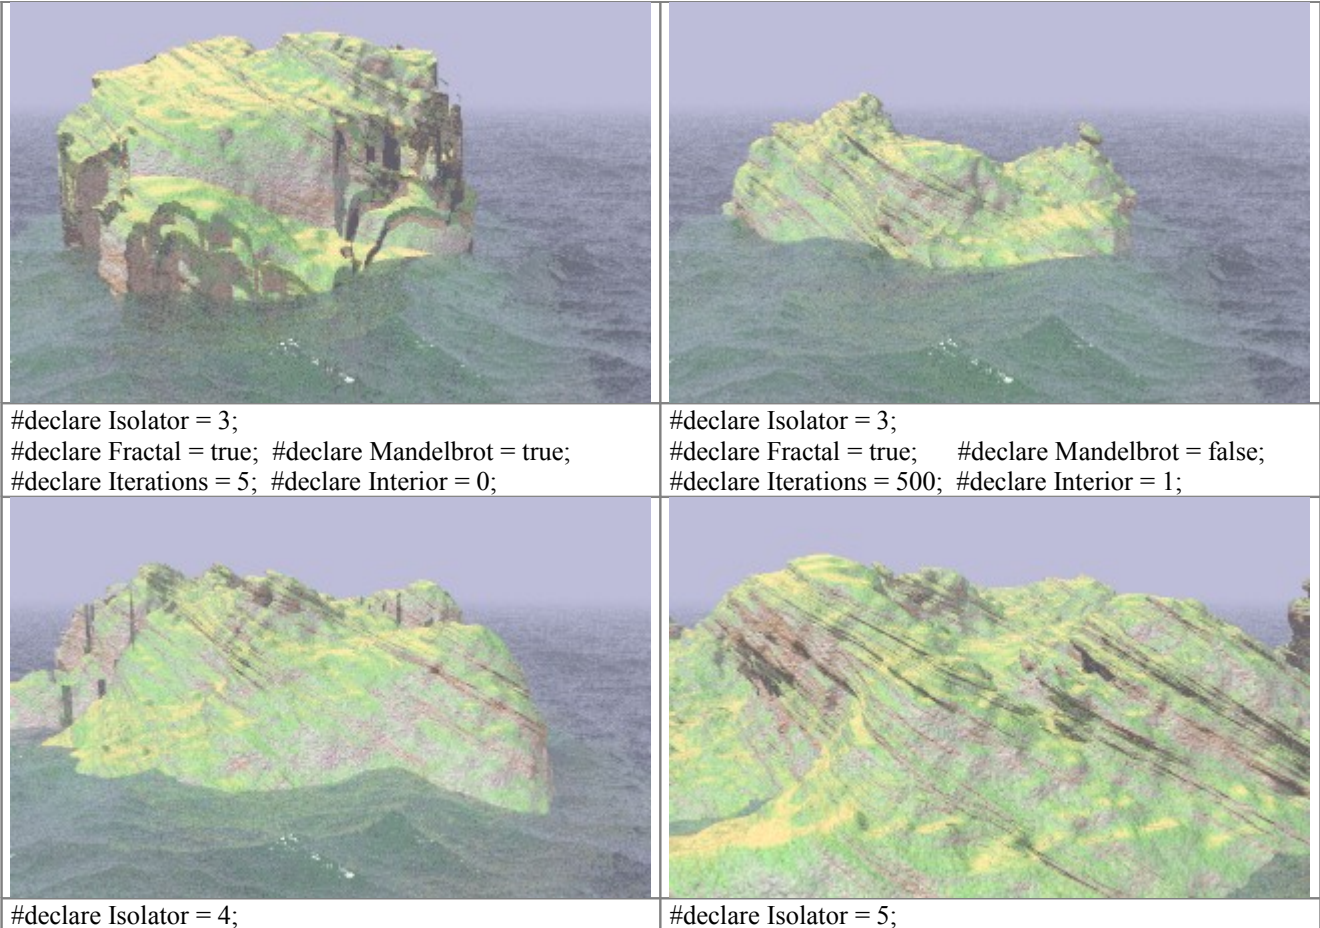 #declare Isolator = 3;
#declare Fractal = true;  #declare Mandelbrot = true;
#declare Iterations = 5;  #declare Interior = 0;
#declare Isolator = 3;
#declare Fractal = true;  #declare Mandelbrot = false;
#declare Iterations = 500;  #declare Interior = 1;
#declare Isolator = 4;
#declare Isolator = 5;